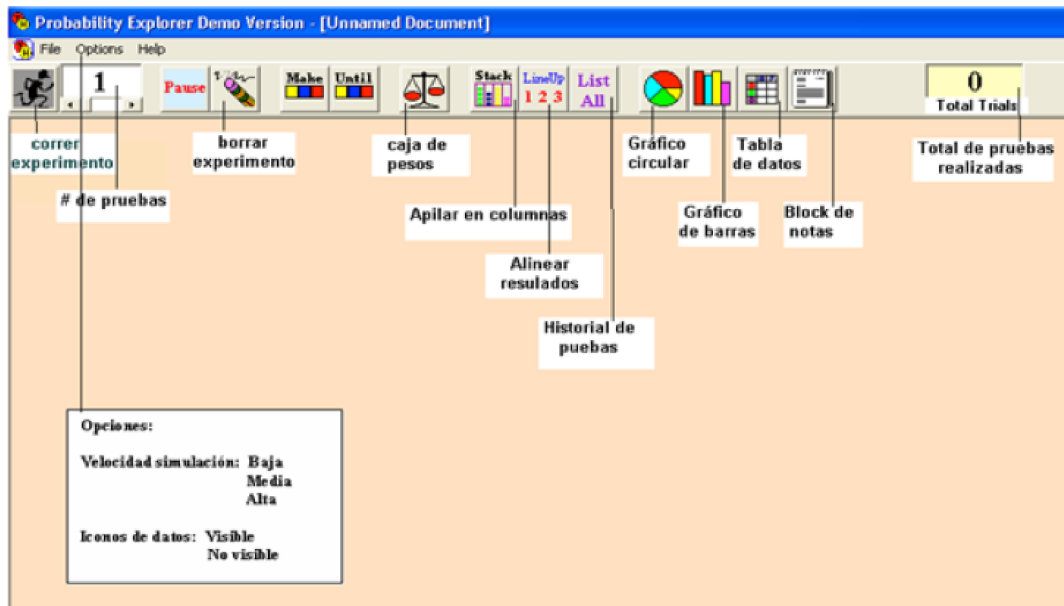 Probability Explorer Demo Version - [Unnamed Document]
File Options Help
1 Pause Make Until Stack LineUp 1 2 3 List All 0
Total Trials
correr experimento
borrar experimento
caja de pesos
Gráfico circular
Tabla de datos
Total de pruebas realizadas
# de pruebas
Apilar en columnas
Gráfico de barras
Block de notas
Alinear resulados
Historial de puebas
Opciones:
Velocidad simulación: Baja
Media
Alta
Iconos de datos: Visible
No visible